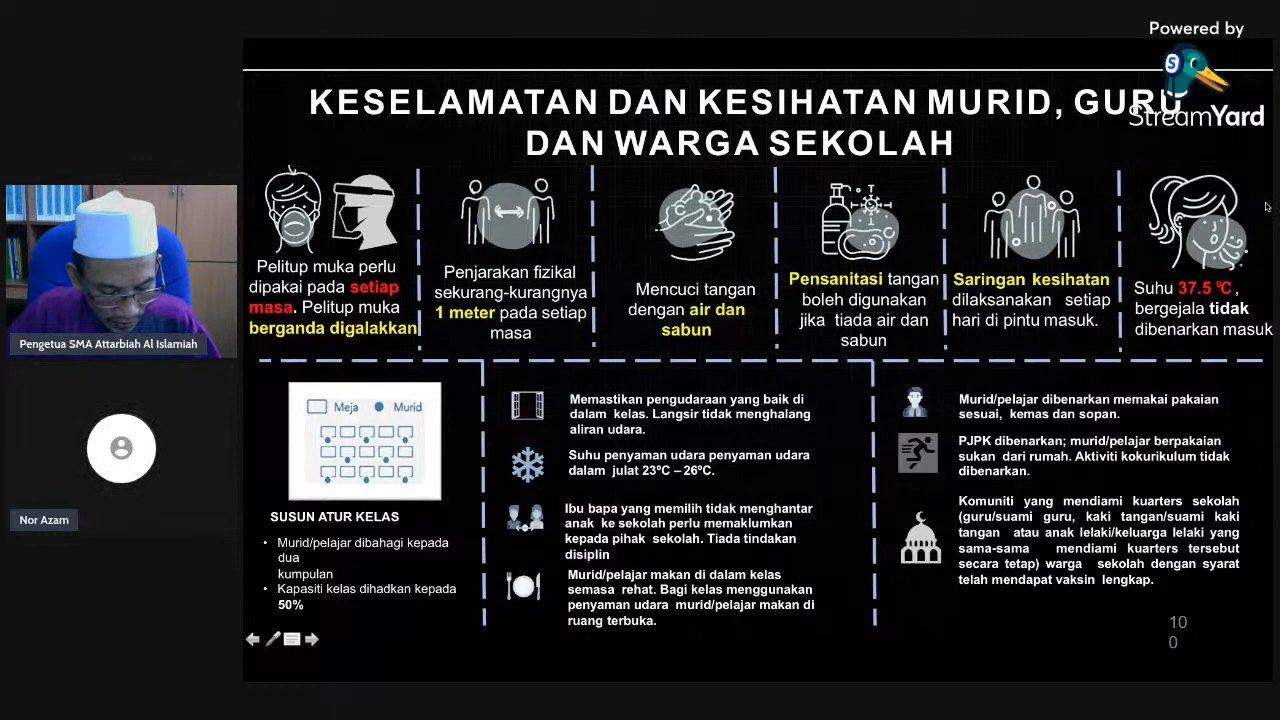 Powered by
StreamYard
KESELAMATAN DAN KESIHATAN MURID, GURU
DAN WARGA SEKOLAH
Pelitup muka perlu
dipakai pada setiap
masa. Pelitup muka
berganda digalakkan
Penjarakan fizikal
sekurang-kurangnya
1 meter pada setiap
masa
Mencuci tangan
dengan air dan
sabun
Pensanitasi tangan
boleh digunakan
jika tiada air dan
sabun
Saringan kesihatan
dilaksanakan setiap
hari di pintu masuk.
Suhu 37.5 ℃,
bergejala tidak
dibenarkan masuk
Pengetua SMA Attarbiah Al Islamiah
Nor Azam
Meja Murid
SUSUN ATUR KELAS
• Murid/pelajar dibahagi kepada
dua
kumpulan
• Kapasiti kelas dihadkan kepada
50%
Memastikan pengudaraan yang baik di
dalam kelas. Langsir tidak menghalang
aliran udara.
Suhu penyaman udara penyaman udara
dalam julat 23ºC – 26ºC.
Ibu bapa yang memilih tidak menghantar
anak ke sekolah perlu memaklumkan
kepada pihak sekolah. Tiada tindakan
disiplin
Murid/pelajar makan di dalam kelas
semasa rehat. Bagi kelas menggunakan
penyaman udara murid/pelajar makan di
ruang terbuka.
Murid/pelajar dibenarkan memakai pakaian
sesuai, kemas dan sopan.
PJPK dibenarkan; murid/pelajar berpakaian
sukan dari rumah. Aktiviti kokurikulum tidak
dibenarkan.
Komuniti yang mendiami kuarters sekolah
(guru/suami guru, kaki tangan/suami kaki
tangan atau anak lelaki/keluarga lelaki yang
sama-sama mendiami kuarters tersebut
secara tetap) warga sekolah dengan syarat
telah mendapat vaksin lengkap.
10
0